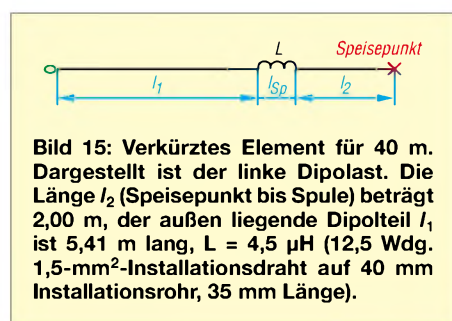 L Speisepunkt
l₁ lSp l₂
Bild 15: Verkürztes Element für 40 m.
Dargestellt ist der linke Dipolast. Die
Länge l₂ (Speisepunkt bis Spule) beträgt
2,00 m, der außen liegende Dipolteil l₁
ist 5,41 m lang, L = 4,5 µH (12,5 Wdg.
1,5-mm²-Installationsdraht auf 40 mm
Installationsrohr, 35 mm Länge).